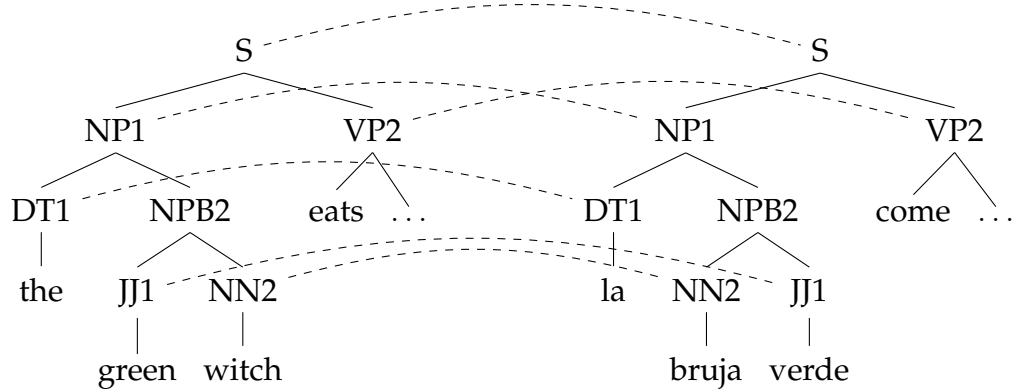 S S
NP1 VP2 NP1 VP2
DT1 NPB2 eats ... DT1 NPB2 come ...
the JJ1 NN2 la NN2 JJ1
green witch bruja verde